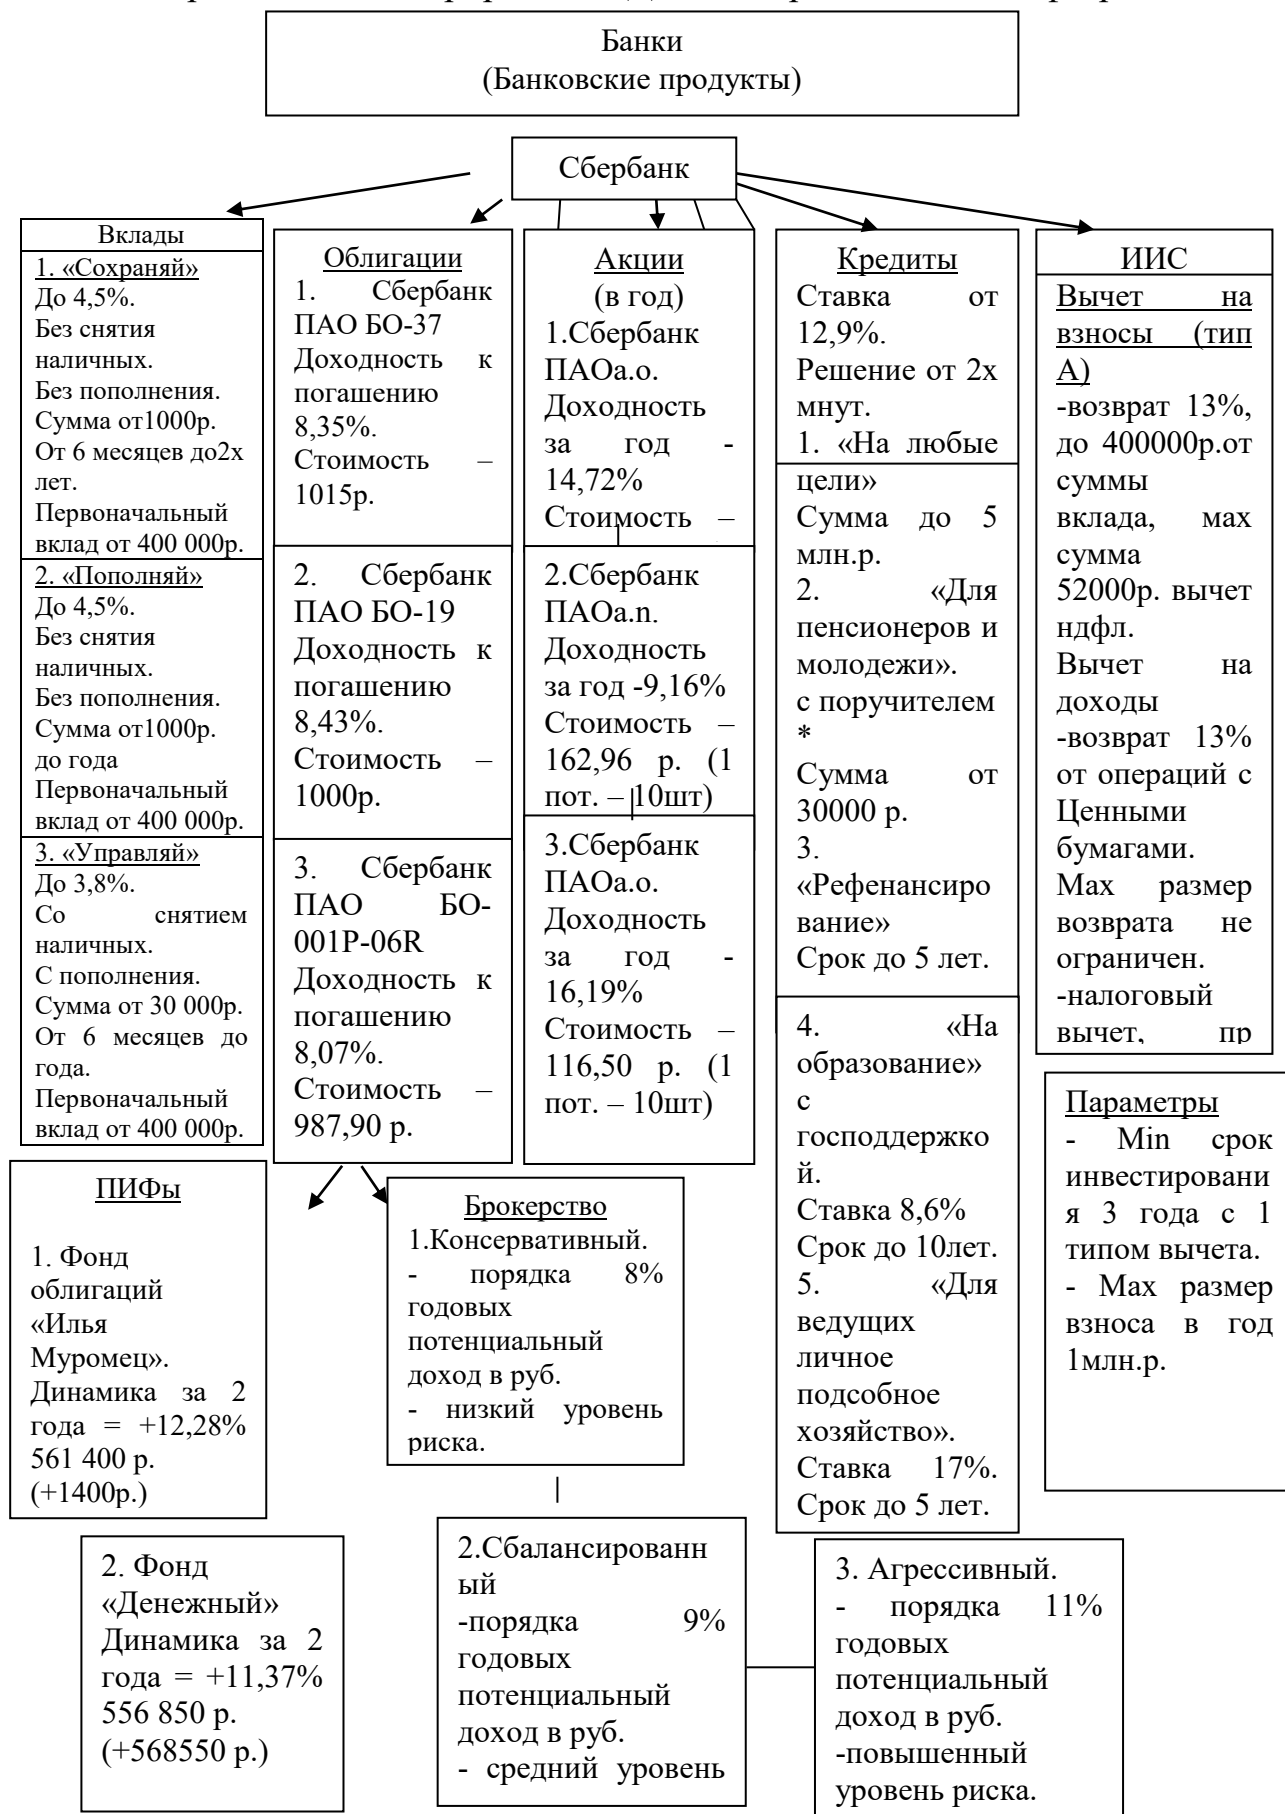 Банки
(Банковские продукты)
Сбербанк
Вклады
1. «Сохраняй»
До 4,5%.
Без снятия
наличных.
Без пополнения.
Сумма от1000р.
От 6 месяцев до2х
лет.
Первоначальный
вклад от 400 000р.
2. «Пополняй»
До 4,5%.
Без снятия
наличных.
Без пополнения.
Сумма от1000р.
до года
Первоначальный
вклад от 400 000р.
3. «Управляй»
До 3,8%.
Со снятием
наличных.
С пополнения.
Сумма от 30 000р.
От 6 месяцев до
года.
Первоначальный
вклад от 400 000р.
Облигации
1. Сбербанк
ПАО БО-37
Доходность к
погашению
8,35%.
Стоимость –
1015р.
2. Сбербанк
ПАО БО-19
Доходность к
погашению
8,43%.
Стоимость –
1000р.
3. Сбербанк
ПАО БО-
001Р-06R
Доходность к
погашению
8,07%.
Стоимость –
987,90 р.
Акции
(в год)
1.Сбербанк
ПАОа.о.
Доходность
за год -
14,72%
Стоимость –
2.Сбербанк
ПАОа.п.
Доходность
за год -9,16%
Стоимость –
162,96 р. (1
пот. – 10шт)
3.Сбербанк
ПАОа.о.
Доходность
за год -
16,19%
Стоимость –
116,50 р. (1
пот. – 10шт)
Кредиты
Ставка от
12,9%.
Решение от 2х
мнут.
1. «На любые
цели»
Сумма до 5
млн.р.
2. «Для
пенсионеров и
молодежи».
с поручителем
*
Сумма от
30000 р.
3.
«Рефенансиро
вание»
Срок до 5 лет.
4. «На
образование»
с
господдержко
й.
Ставка 8,6%
Срок до 10лет.
5. «Для
ведущих
личное
подсобное
хозяйство».
Ставка 17%.
Срок до 5 лет.
ИИС
Вычет на
взносы (тип
А)
-возврат 13%,
до 400000р.от
суммы
вклада, мах
сумма
52000р. вычет
ндфл.
Вычет на
доходы
-возврат 13%
от операций с
Ценными
бумагами.
Мах размер
возврата не
ограничен.
-налоговый
вычет, пр
Параметры
- Min срок
инвестировани
я 3 года с 1
типом вычета.
- Мах размер
взноса в год
1млн.р.
ПИФы
1. Фонд
облигаций
«Илья
Муромец».
Динамика за 2
года = +12,28%
561 400 р.
(+1400р.)
2. Фонд
«Денежный»
Динамика за 2
года = +11,37%
556 850 р.
(+568550 р.)
Брокерство
1.Консервативный.
- порядка 8%
годовых
потенциальный
доход в руб.
- низкий уровень
риска.
2.Сбалансированн
ый
-порядка 9%
годовых
потенциальный
доход в руб.
- средний уровень
3. Агрессивный.
- порядка 11%
годовых
потенциальный
доход в руб.
-повышенный
уровень риска.